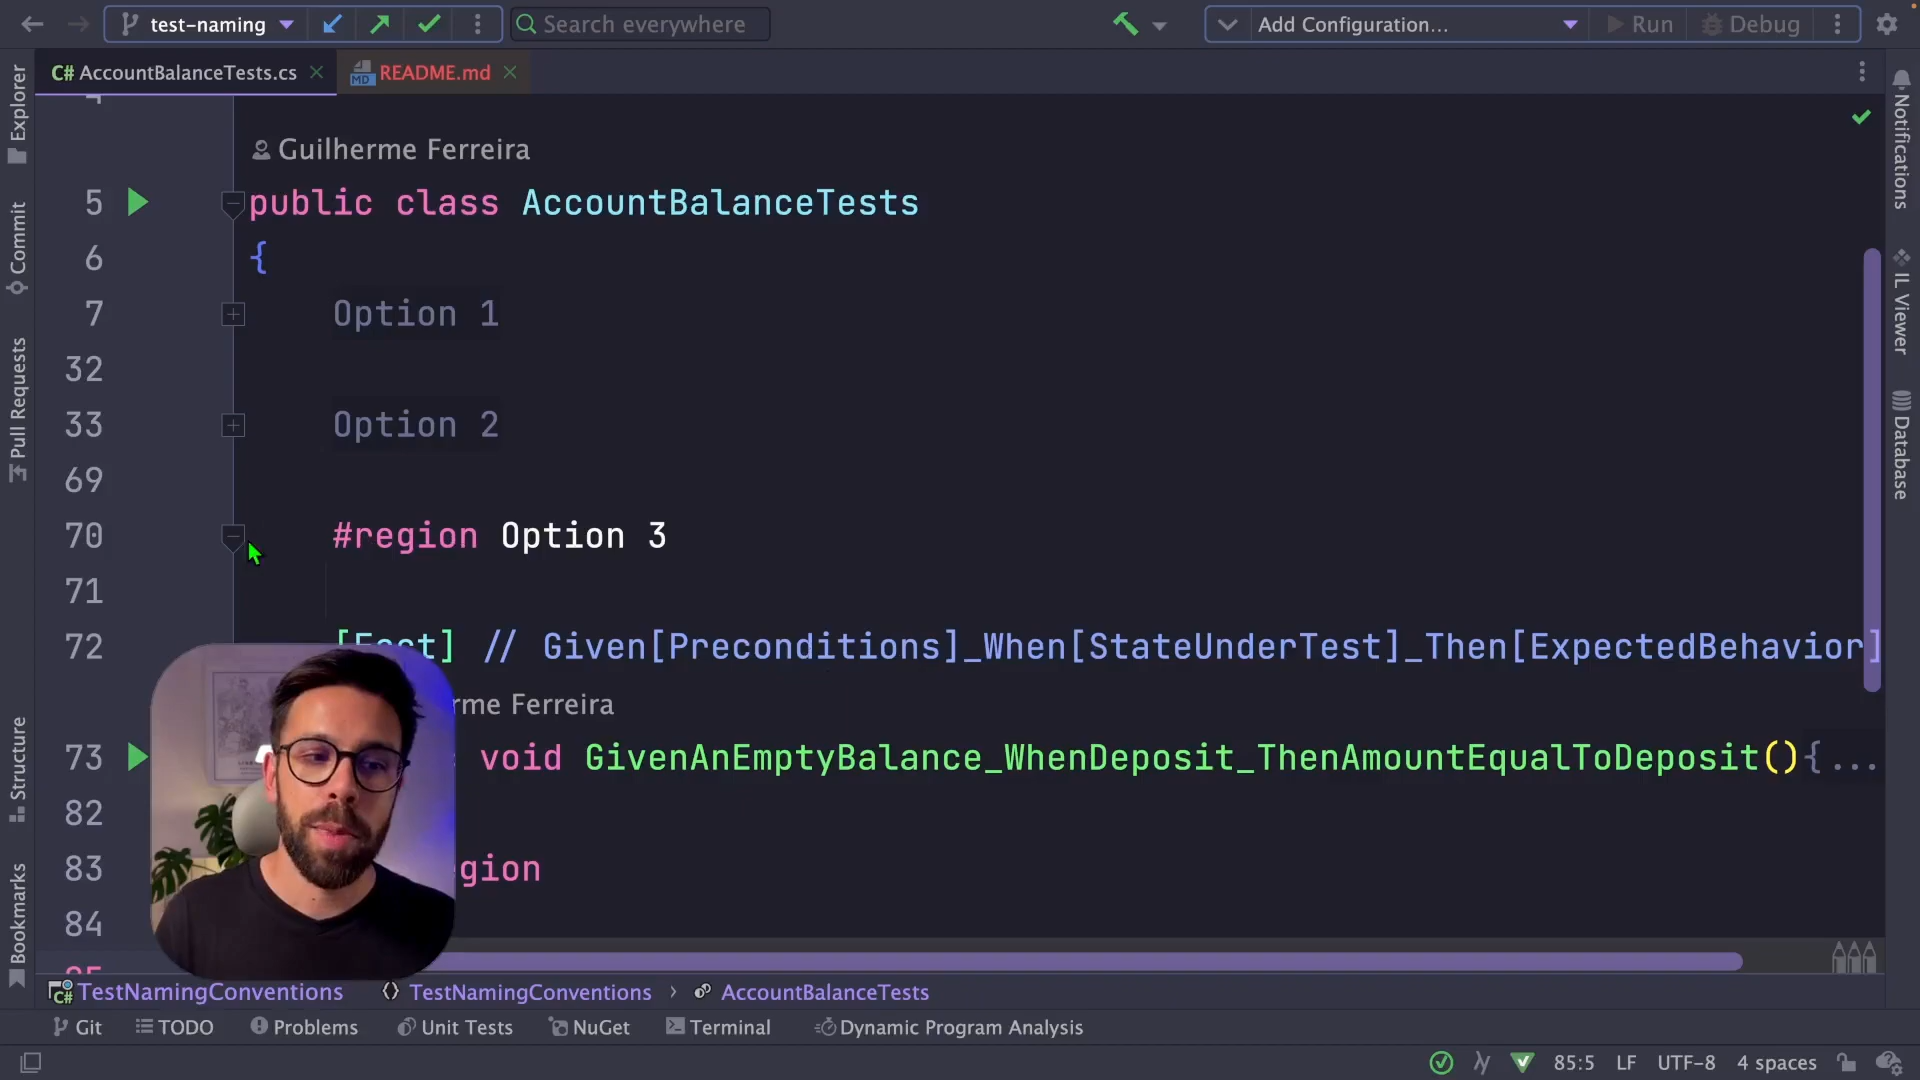 test-naming
Search everywhere
Add Configuration...
Run
Debug
C# AccountBalanceTests.cs
MD README.md
Explorer
Commit
Pull Requests
Structure
Bookmarks
Notifications
IL Viewer
Database
Guilherme Ferreira
5 public class AccountBalanceTests
6 {
7 Option 1
32
33 Option 2
69
70 #region Option 3
71
72 [Fact] // Given[Preconditions]_When[StateUnderTest]_Then[ExpectedBehavior]
rme Ferreira
73 void GivenAnEmptyBalance_WhenDeposit_ThenAmountEqualToDeposit(){...
82
83 gion
84
85
C# TestNamingConventions TestNamingConventions › AccountBalanceTests
Git TODO Problems Unit Tests NuGet Terminal Dynamic Program Analysis
85:5 LF UTF-8 4 spaces